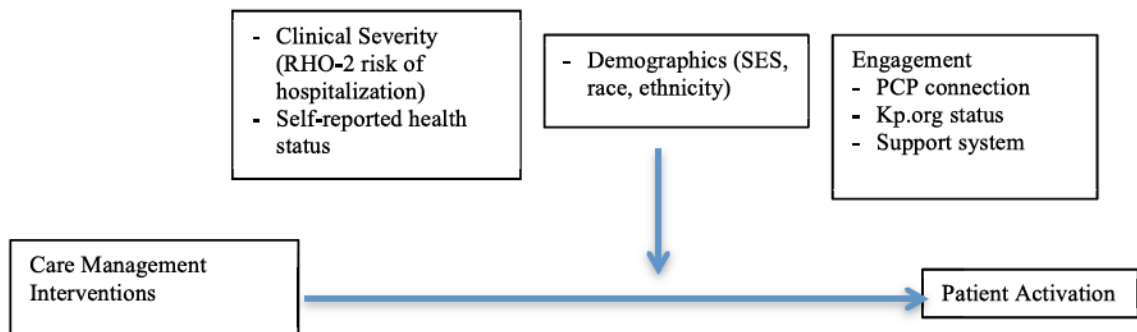 - Clinical Severity
(RHO-2 risk of
hospitalization)
- Self-reported health
status
- Demographics (SES,
race, ethnicity)
Engagement
- PCP connection
- Kp.org status
- Support system
Care Management
Interventions
Patient Activation